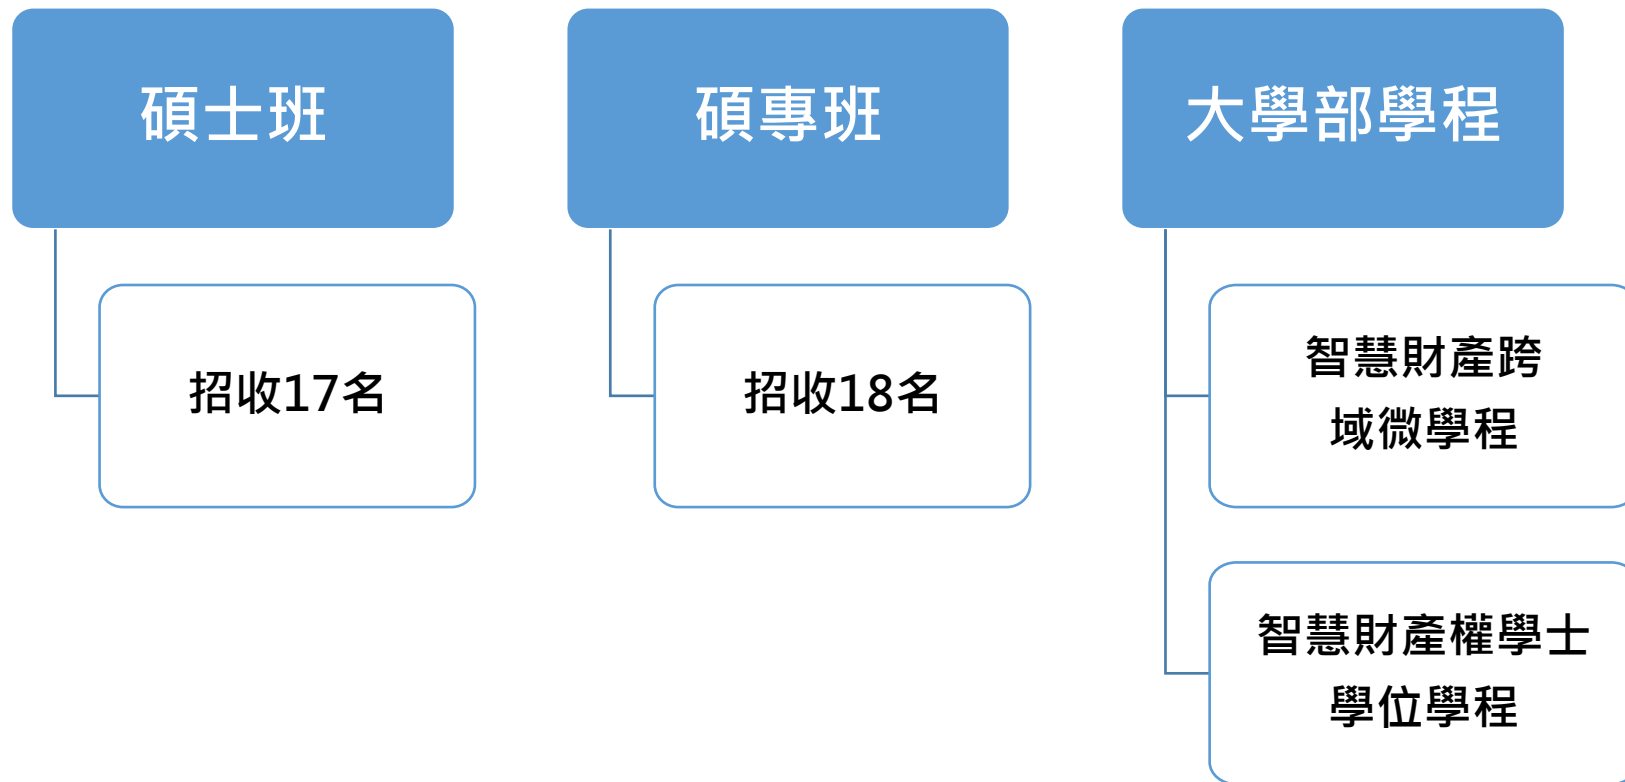 碩士班
招收17名
碩專班
招收18名
大學部學程
智慧財產跨
域微學程
智慧財產權學士
學位學程